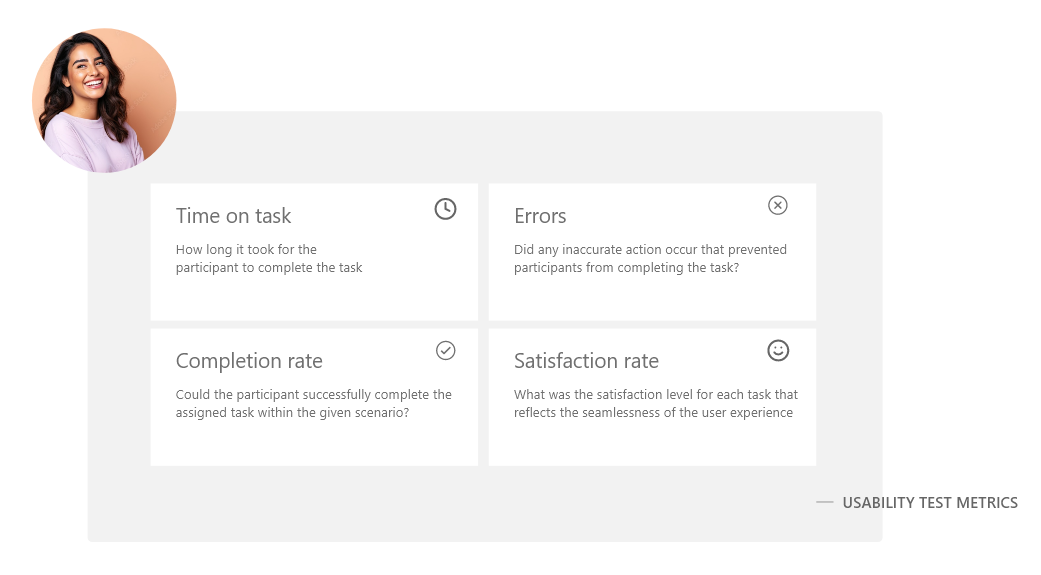 Time on task
How long it took for the
participant to complete the task
Errors
Did any inaccurate action occur that prevented
participants from completing the task?
Completion rate
Could the participant successfully complete the
assigned task within the given scenario?
Satisfaction rate
What was the satisfaction level for each task that
reflects the seamlessness of the user experience
USABILITY TEST METRICS